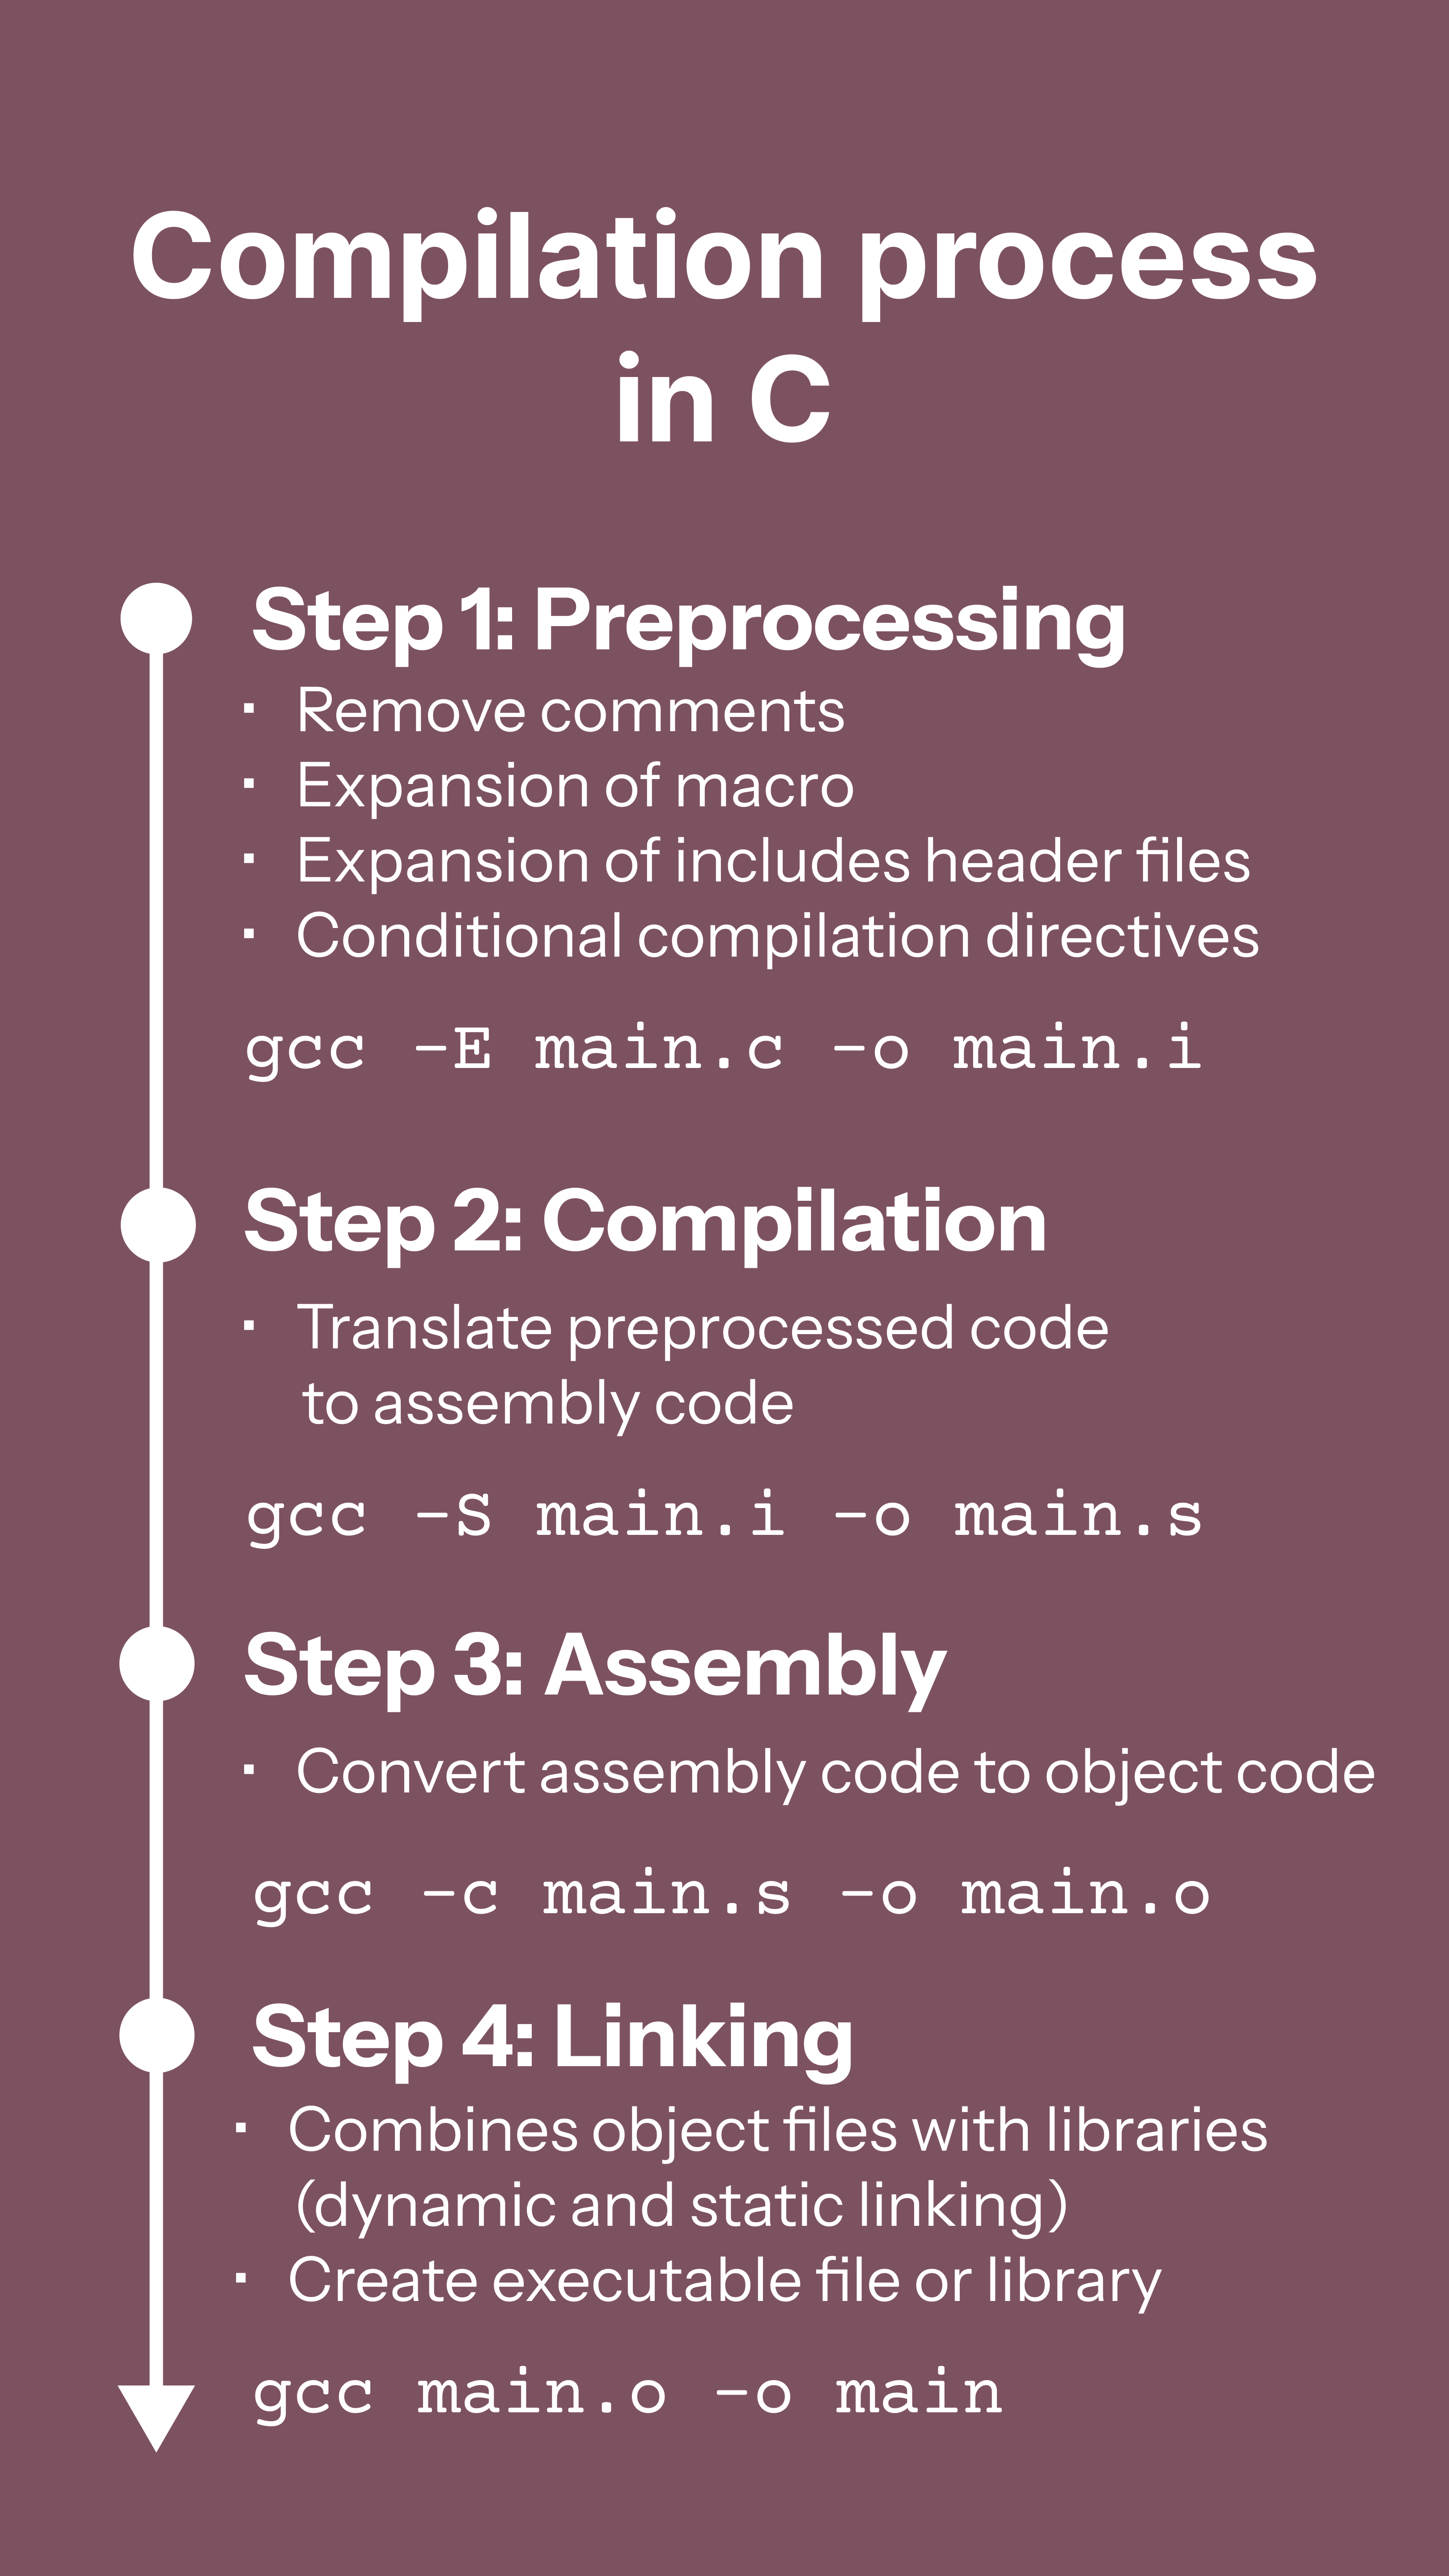 Compilation process
in C
Step 1: Preprocessing
▪ Remove comments
▪ Expansion of macro
▪ Expansion of includes header files
▪ Conditional compilation directives
gcc -E main.c -o main.i
Step 2: Compilation
▪ Translate preprocessed code
to assembly code
gcc -S main.i -o main.s
Step 3: Assembly
▪ Convert assembly code to object code
gcc -c main.s -o main.o
Step 4: Linking
▪ Combines object files with libraries
(dynamic and static linking)
▪ Create executable file or library
gcc main.o -o main